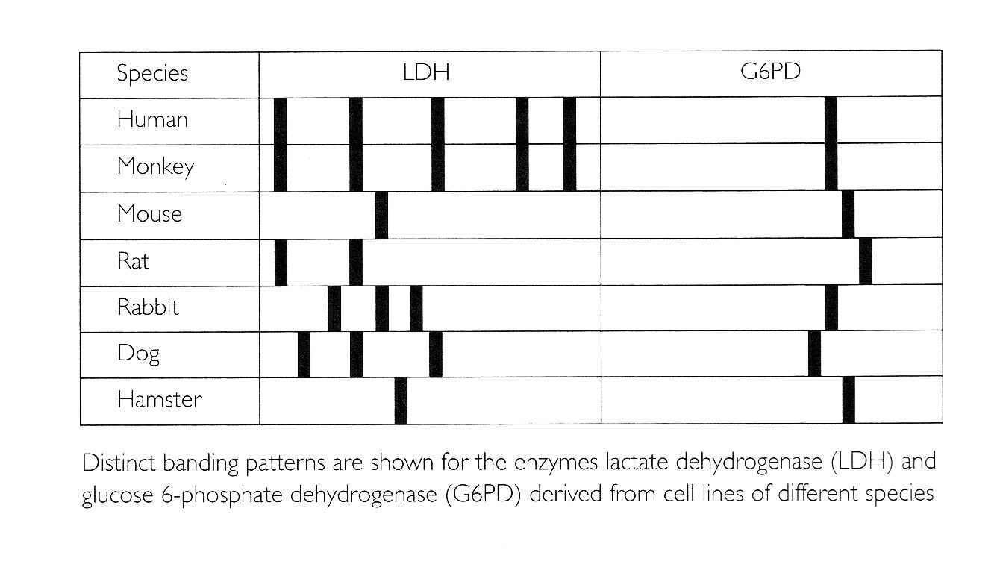 Species LDH G6PD
Human
Monkey
Mouse
Rat
Rabbit
Dog
Hamster
Distinct banding patterns are shown for the enzymes lactate dehydrogenase (LDH) and
glucose 6-phosphate dehydrogenase (G6PD) derived from cell lines of different species